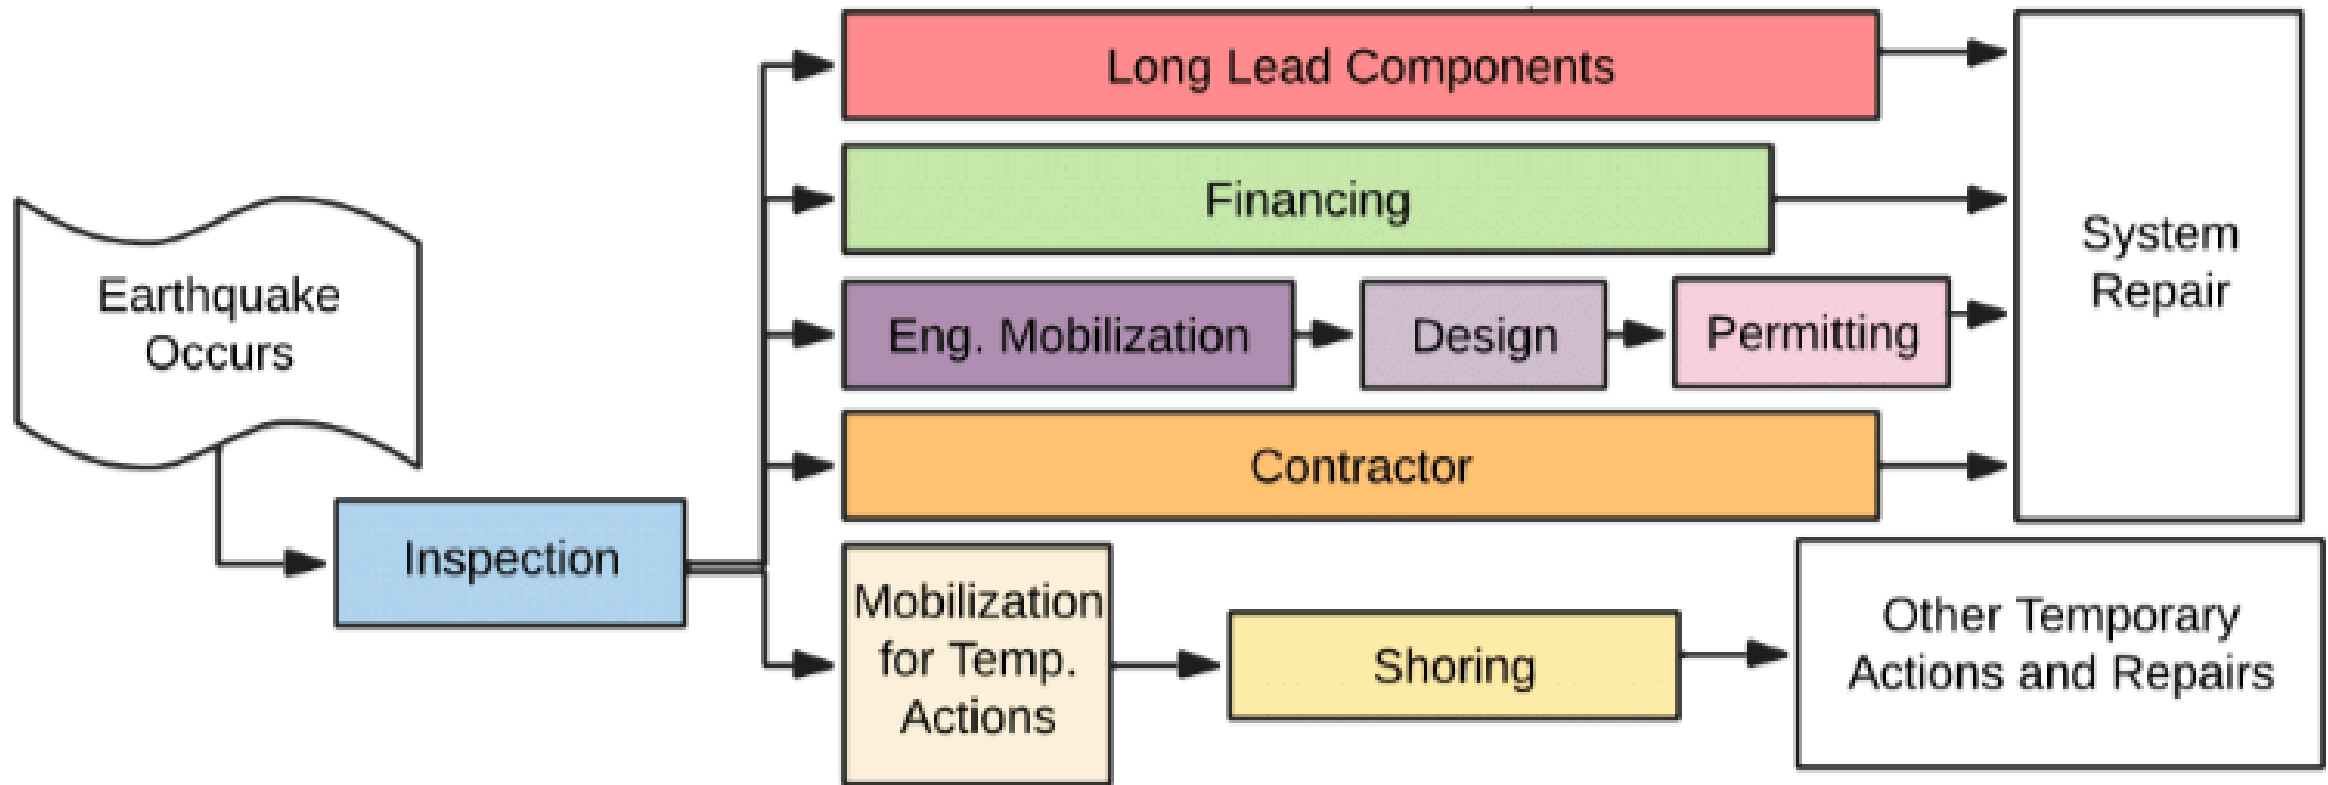 Long Lead Components
Financing
Earthquake
Occurs
Eng. Mobilization
Design
Permitting
System
Repair
Contractor
Inspection
Mobilization
for Temp.
Actions
Shoring
Other Temporary
Actions and Repairs